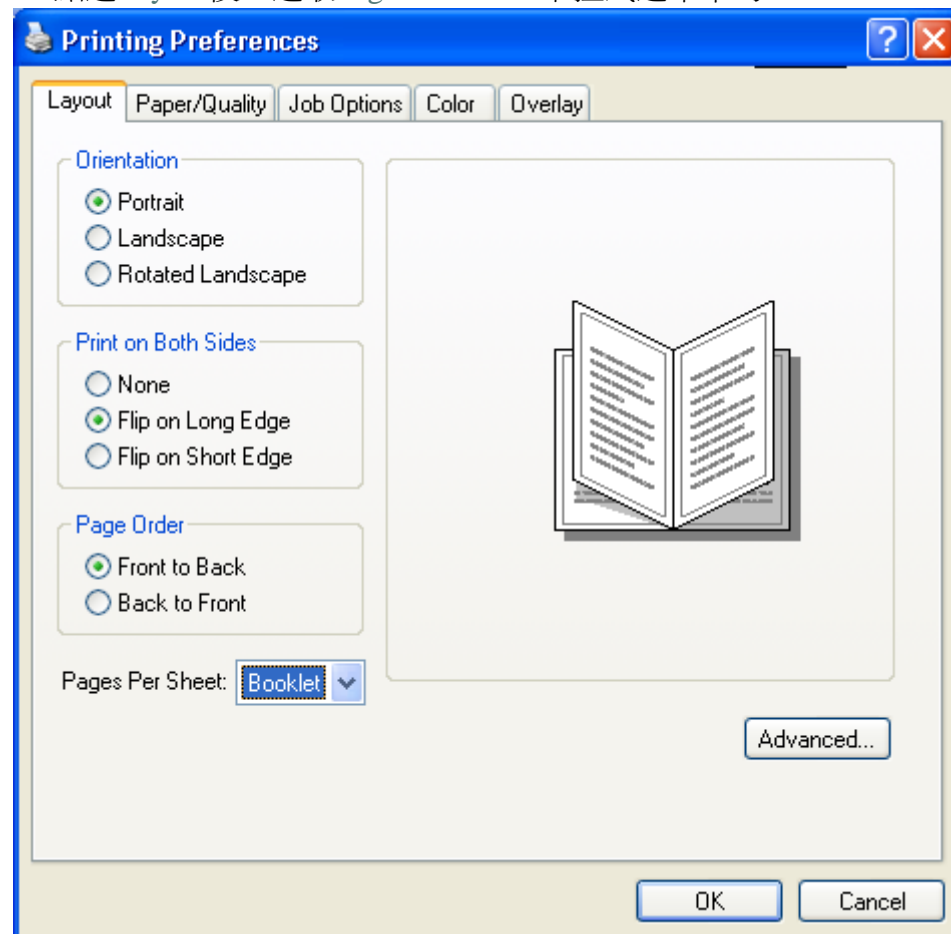 Printing Preferences
Layout Paper/Quality Job Options Color Overlay
Orientation
Portrait
Landscape
Rotated Landscape
Print on Both Sides
None
Flip on Long Edge
Flip on Short Edge
Page Order
Front to Back
Back to Front
Pages Per Sheet: Booklet
Advanced...
OK Cancel